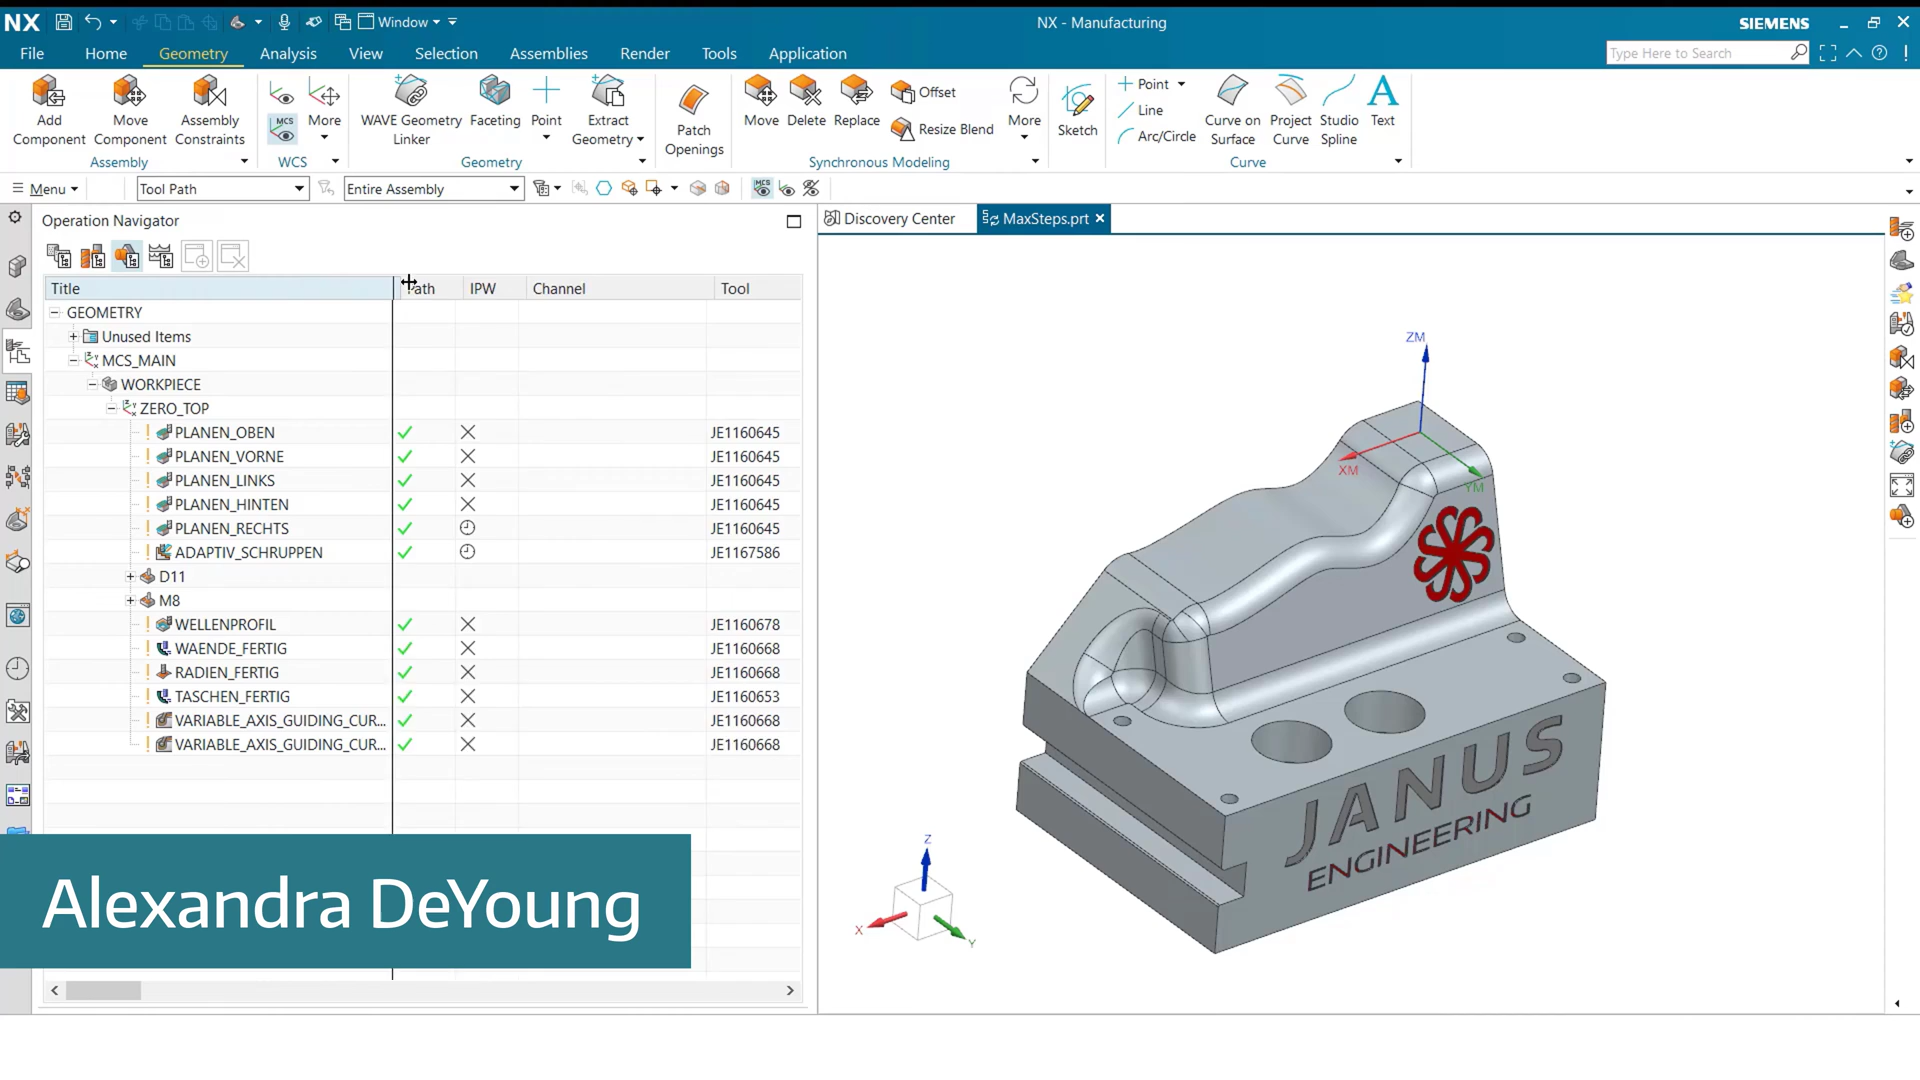 NX
Window
NX - Manufacturing
SIEMENS
File Home Geometry Analysis View Selection Assemblies Render Tools Application
Type Here to Search
Add Component
Move Component
Assembly Constraints
Assembly
MCS
More
WCS
WAVE Geometry Linker
Faceting
Point
Extract Geometry
Geometry
Patch Openings
Move
Delete
Replace
Offset
Resize Blend
More
Synchronous Modeling
Sketch
Point
Line
Arc/Circle
Curve on Surface
Project Curve
Studio Spline
A
Text
Curve
Menu
Tool Path
Entire Assembly
MCS
Operation Navigator
Discovery Center
MaxSteps.prt
Title Path IPW Channel Tool
GEOMETRY
Unused Items
MCS_MAIN
WORKPIECE
ZERO_TOP
PLANEN_OBEN JE1160645
PLANEN_VORNE JE1160645
PLANEN_LINKS JE1160645
PLANEN_HINTEN JE1160645
PLANEN_RECHTS JE1160645
ADAPTIV_SCHRUPPEN JE1167586
D11
M8
WELLENPROFIL JE1160678
WAENDE_FERTIG JE1160668
RADIEN_FERTIG JE1160668
TASCHEN_FERTIG JE1160653
VARIABLE_AXIS_GUIDING_CUR... JE1160668
VARIABLE_AXIS_GUIDING_CUR... JE1160668
Alexandra DeYoung
ZM
XM
YM
JANUS
ENGINEERING
Z
X
Y